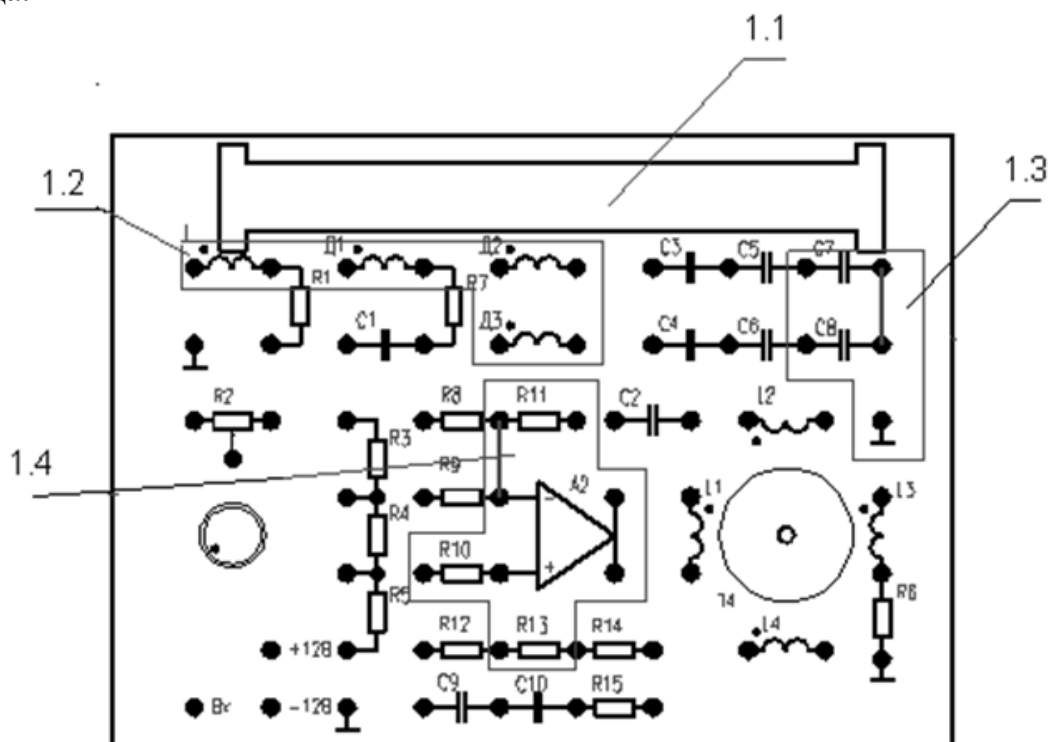 1.1
1.2
1.3
Д1 Д2 C3 C5 C7
R1 R7
C1 Д3 C4 C6 C8
R2 R8 R11 C2 L2
1.4
R3
R9 A2 L1 L3
−
R4
R10
+
R5 R6
R12 R13 R14 L4
+12В
C9 C10 R15
Вх −12В